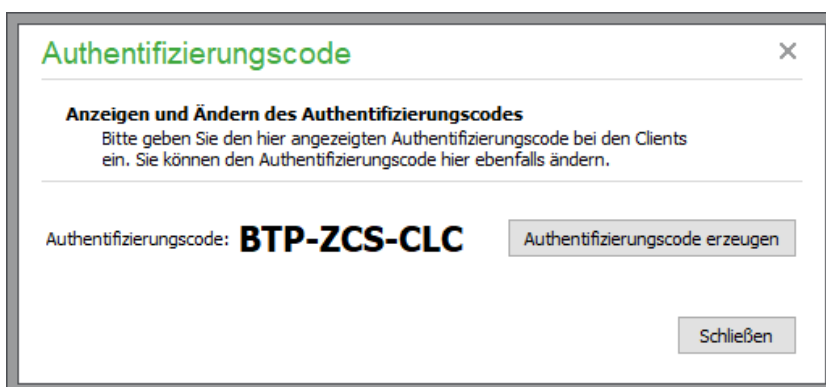 Authentifizierungscode
Anzeigen und Ändern des Authentifizierungscodes
Bitte geben Sie den hier angezeigten Authentifizierungscode bei den Clients
ein. Sie können den Authentifizierungscode hier ebenfalls ändern.
Authentifizierungscode: BTP-ZCS-CLC Authentifizierungscode erzeugen
Schließen